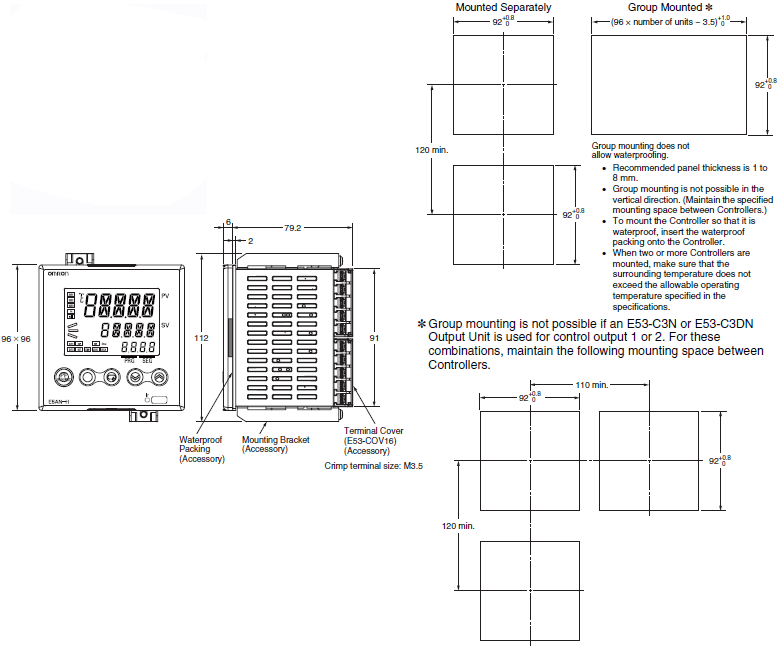 Mounted Separately
92 +0.8 0
120 min.
92 +0.8 0
Group Mounted ✻
(96 × number of units − 3.5) +1.0 0
92 +0.8 0
Group mounting does not
allow waterproofing.
• Recommended panel thickness is 1 to
8 mm.
• Group mounting is not possible in the
vertical direction. (Maintain the specified
mounting space between Controllers.)
• To mount the Controller so that it is
waterproof, insert the waterproof
packing onto the Controller.
• When two or more Controllers are
mounted, make sure that the
surrounding temperature does not
exceed the allowable operating
temperature specified in the
specifications.
6
79.2
2
omron
°C
PV
SV
PRG SEG
E5AN-H
96 × 96
112
91
Waterproof
Packing
(Accessory)
Mounting Bracket
(Accessory)
Terminal Cover
(E53-COV16)
(Accessory)
Crimp terminal size: M3.5
✻ Group mounting is not possible if an E53-C3N or E53-C3DN
Output Unit is used for control output 1 or 2. For these
combinations, maintain the following mounting space between
Controllers.
110 min.
92 +0.8 0
92 +0.8 0
120 min.